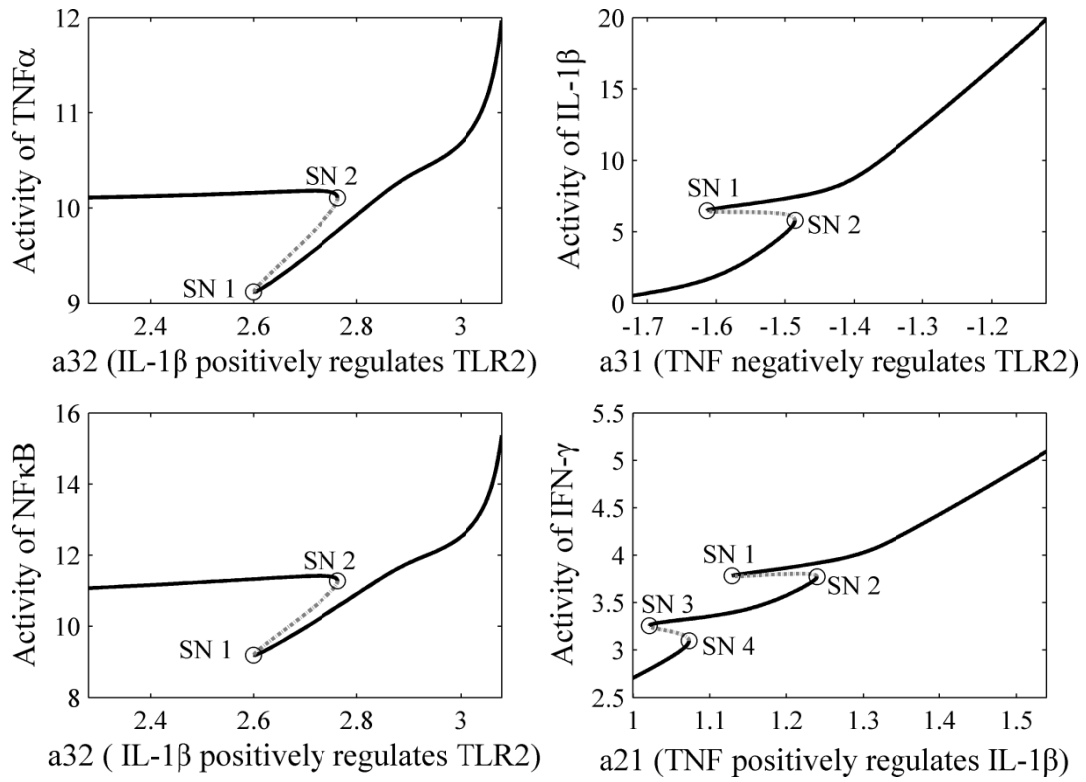 Activity of TNFα
12
11
10
9
SN 2
SN 1
2.4 2.6 2.8 3
a32 (IL-1β positively regulates TLR2)
Activity of IL-1β
20
15
10
5
0
SN 1
SN 2
-1.7 -1.6 -1.5 -1.4 -1.3 -1.2
a31 (TNF negatively regulates TLR2)
Activity of NFκB
16
14
12
10
8
SN 2
SN 1
2.4 2.6 2.8 3
a32 ( IL-1β positively regulates TLR2)
Activity of IFN-γ
5.5
5
4.5
4
3.5
3
2.5
SN 1
SN 2
SN 3
SN 4
1 1.1 1.2 1.3 1.4 1.5
a21 (TNF positively regulates IL-1β)